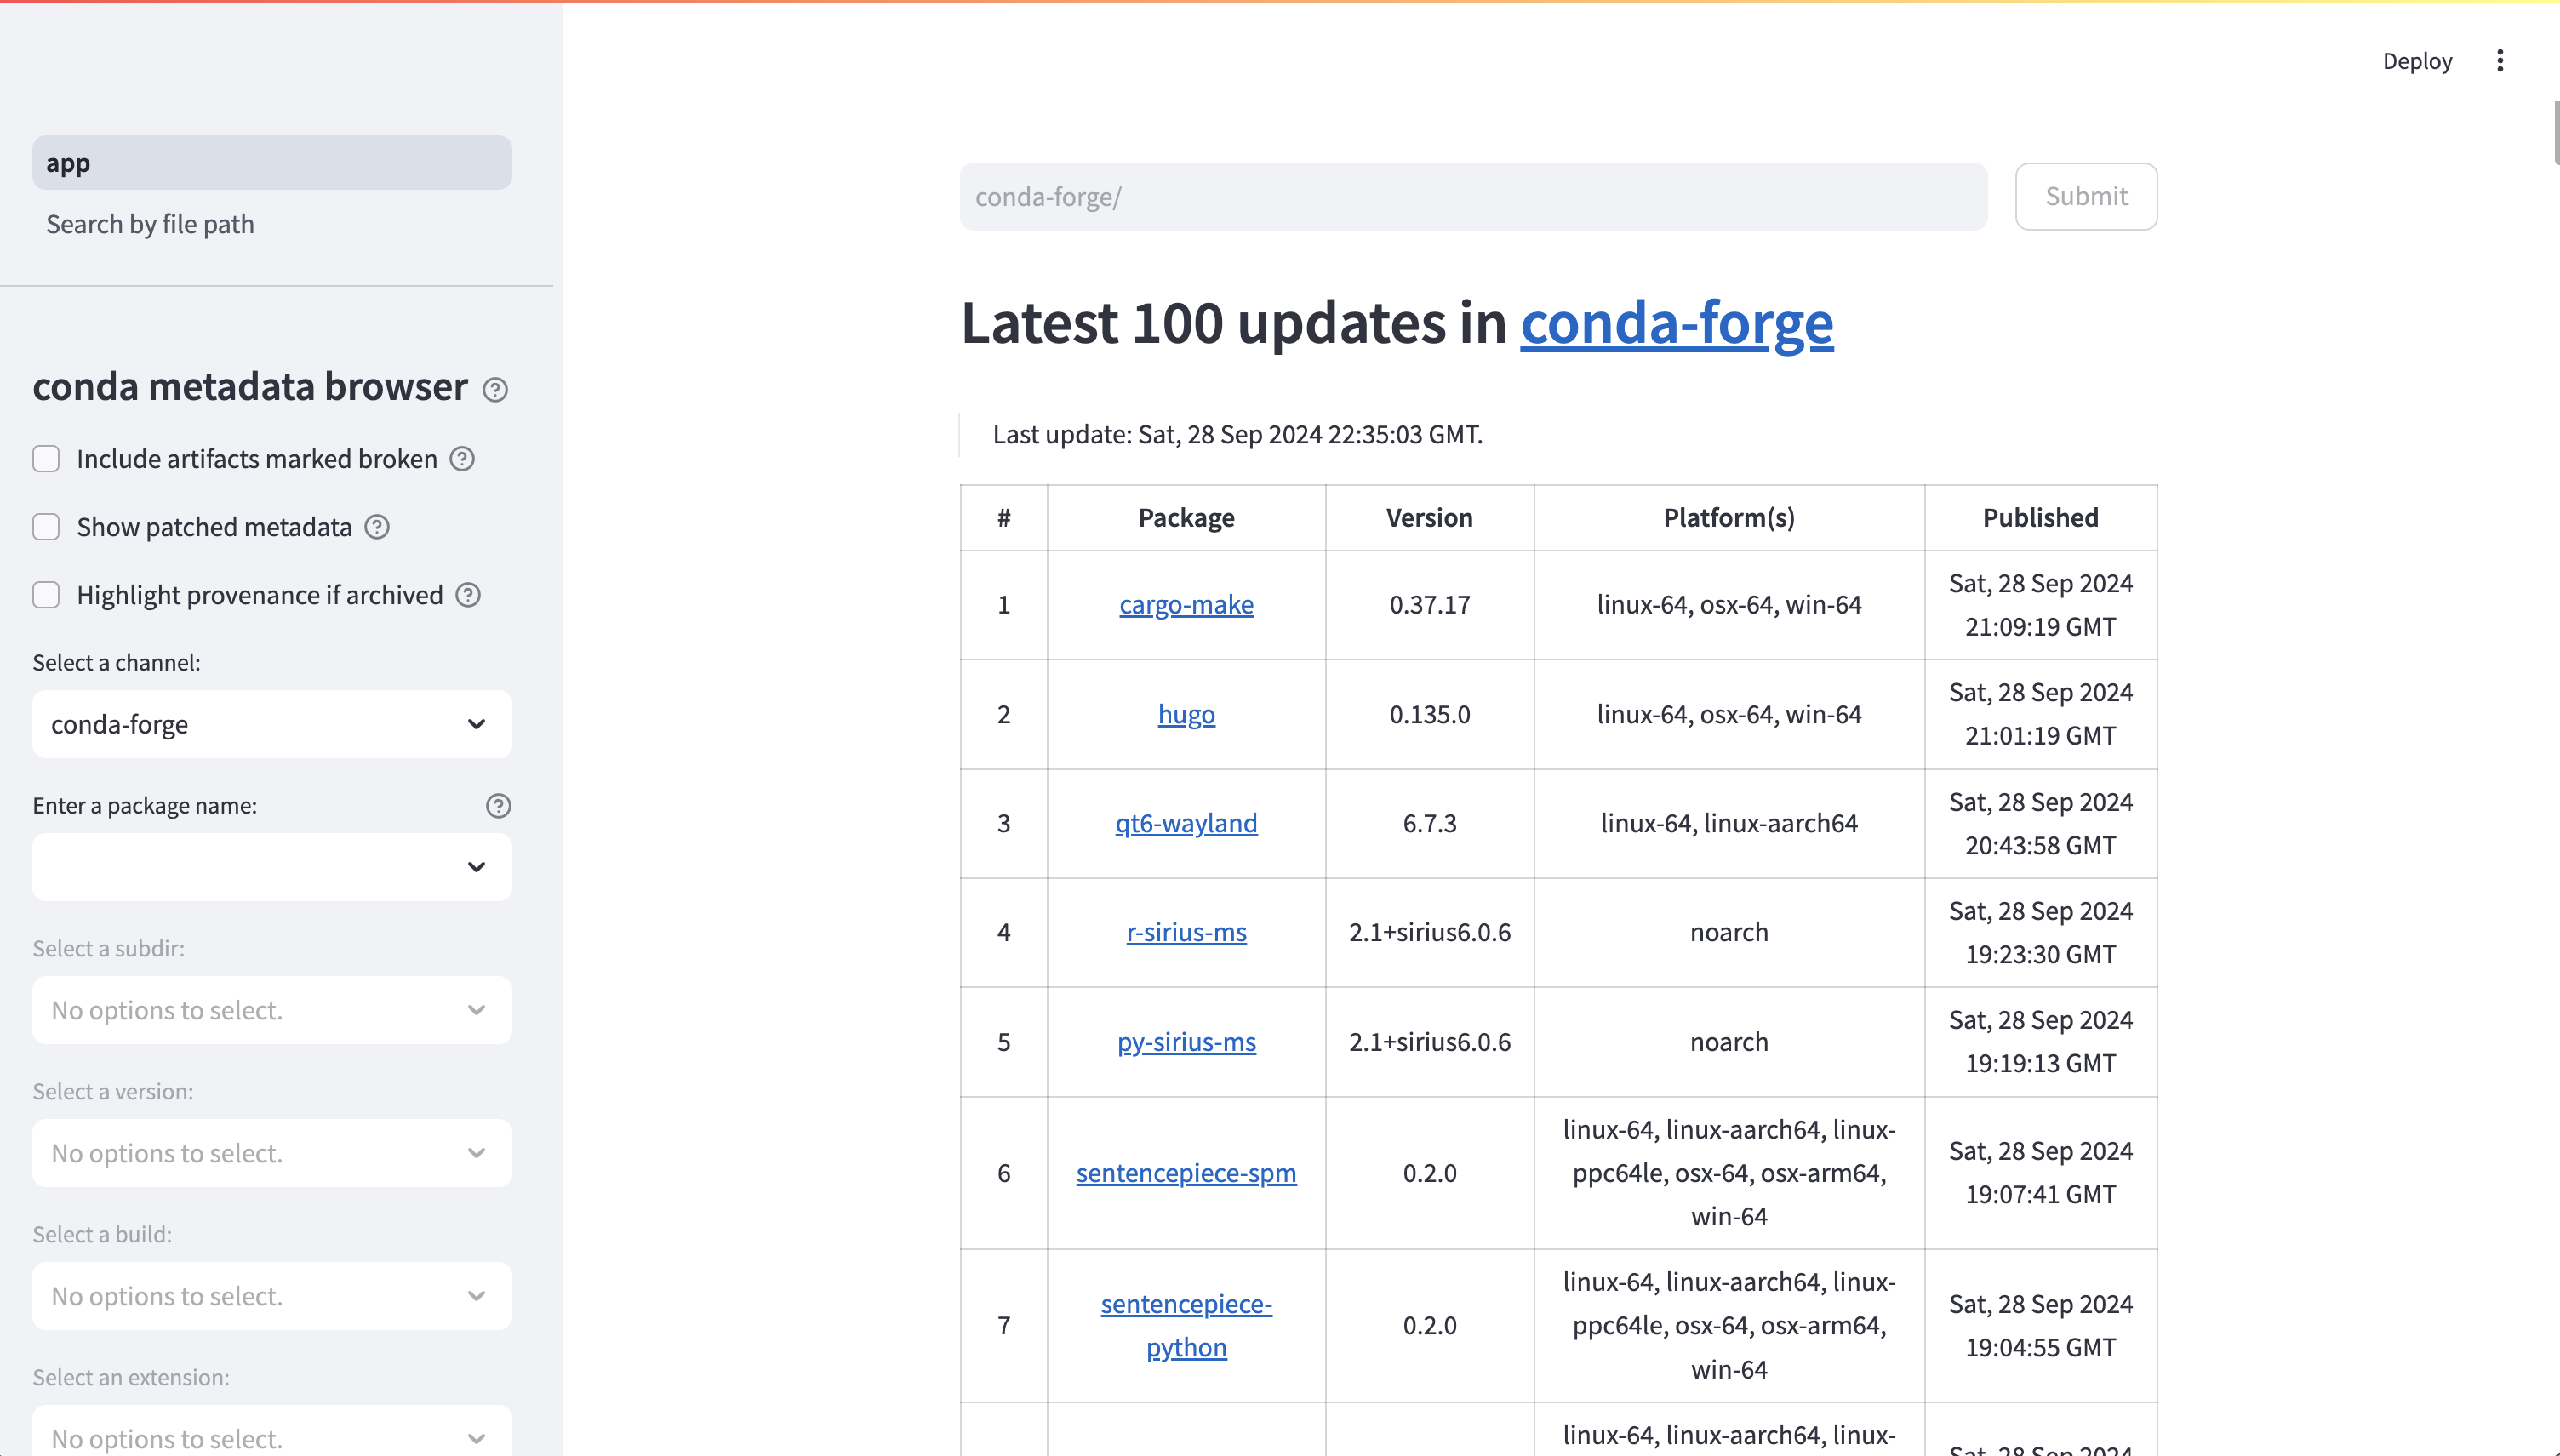 Deploy
app
Search by file path
conda metadata browser
Include artifacts marked broken
Show patched metadata
Highlight provenance if archived
Select a channel:
conda-forge
Enter a package name:
Select a subdir:
No options to select.
Select a version:
No options to select.
Select a build:
No options to select.
Select an extension:
No options to select.
conda-forge/
Submit
Latest 100 updates in conda-forge
Last update: Sat, 28 Sep 2024 22:35:03 GMT.
# Package Version Platform(s) Published
1 cargo-make 0.37.17 linux-64, osx-64, win-64 Sat, 28 Sep 2024
21:09:19 GMT
2 hugo 0.135.0 linux-64, osx-64, win-64 Sat, 28 Sep 2024
21:01:19 GMT
3 qt6-wayland 6.7.3 linux-64, linux-aarch64 Sat, 28 Sep 2024
20:43:58 GMT
4 r-sirius-ms 2.1+sirius6.0.6 noarch Sat, 28 Sep 2024
19:23:30 GMT
5 py-sirius-ms 2.1+sirius6.0.6 noarch Sat, 28 Sep 2024
19:19:13 GMT
6 sentencepiece-spm 0.2.0 linux-64, linux-aarch64, linux-
ppc64le, osx-64, osx-arm64,
win-64
Sat, 28 Sep 2024
19:07:41 GMT
7 sentencepiece-
python
0.2.0 linux-64, linux-aarch64, linux-
ppc64le, osx-64, osx-arm64,
win-64
Sat, 28 Sep 2024
19:04:55 GMT
linux-64, linux-aarch64, linux-
Sat, 28 Sep 2024